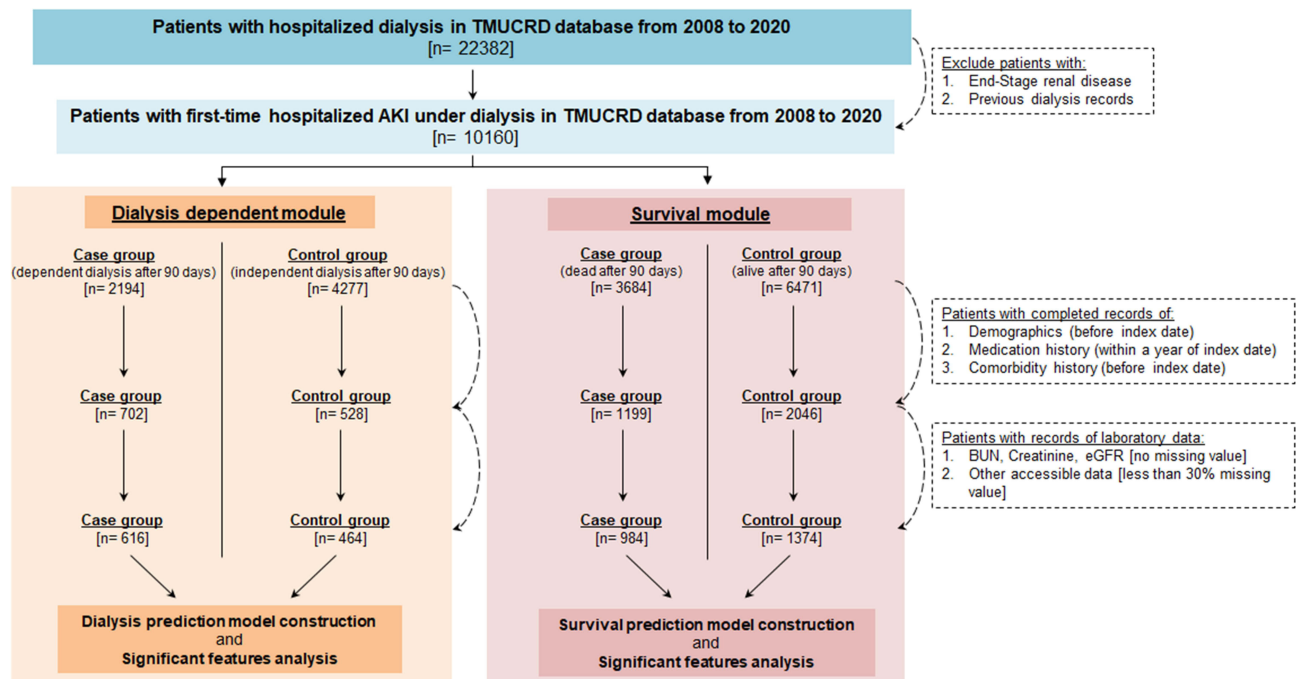 Patients with hospitalized dialysis in TMUCRD database from 2008 to 2020
[n= 22382]
Exclude patients with:
1. End-Stage renal disease
2. Previous dialysis records
Patients with first-time hospitalized AKI under dialysis in TMUCRD database from 2008 to 2020
[n= 10160]
Dialysis dependent module
Case group
(dependent dialysis after 90 days)
[n= 2194]
Control group
(independent dialysis after 90 days)
[n= 4277]
Case group
[n= 702]
Control group
[n= 528]
Case group
[n= 616]
Control group
[n= 464]
Dialysis prediction model construction
and
Significant features analysis
Survival module
Case group
(dead after 90 days)
[n= 3684]
Control group
(alive after 90 days)
[n= 6471]
Case group
[n= 1199]
Control group
[n= 2046]
Case group
[n= 984]
Control group
[n= 1374]
Survival prediction model construction
and
Significant features analysis
Patients with completed records of:
1. Demographics (before index date)
2. Medication history (within a year of index date)
3. Comorbidity history (before index date)
Patients with records of laboratory data:
1. BUN, Creatinine, eGFR [no missing value]
2. Other accessible data [less than 30% missing
value]